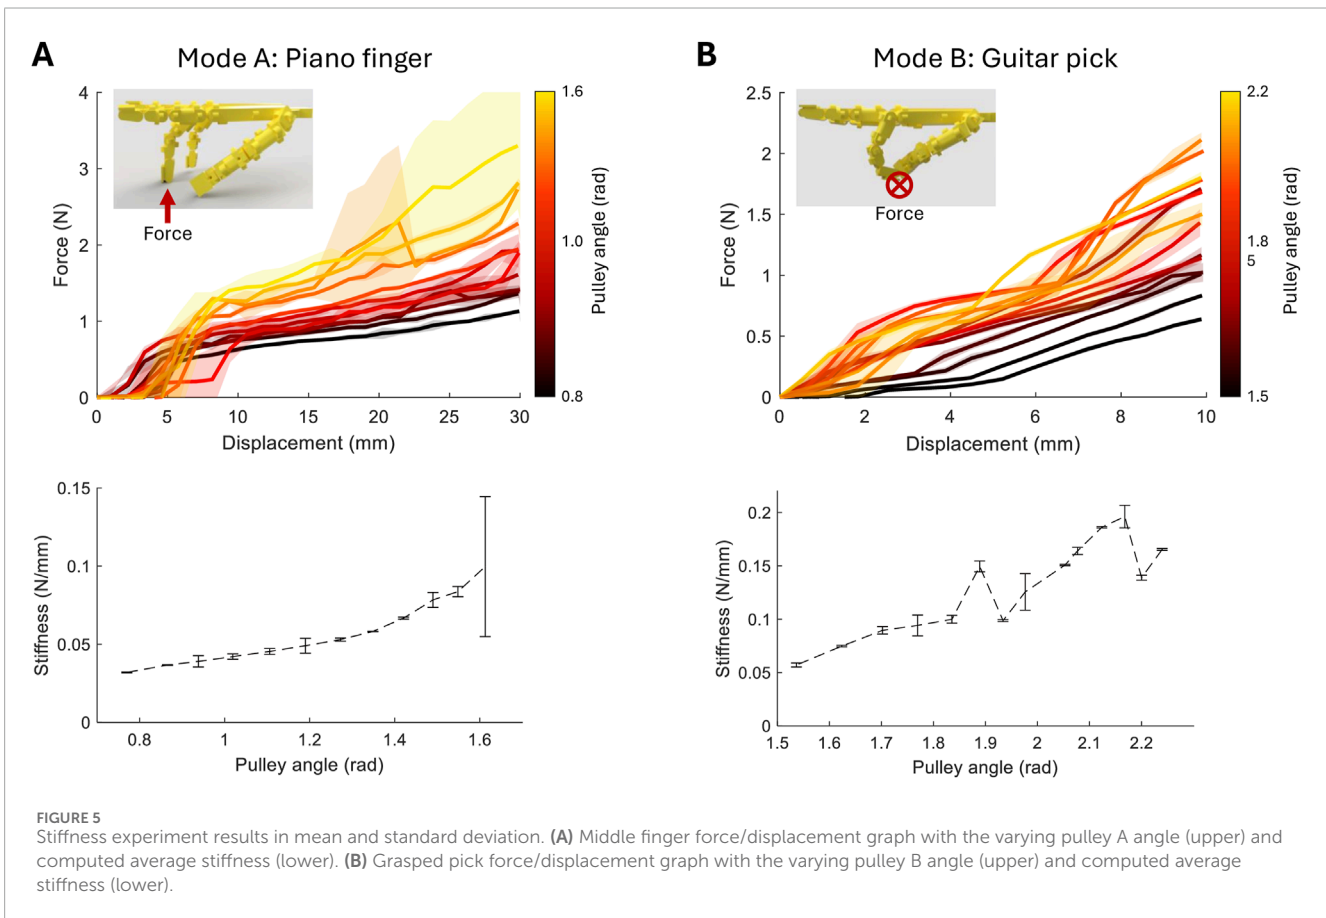 A
Mode A: Piano finger
4
3
2
1
0
Force (N)
Force
0 5 10 15 20 25 30
Displacement (mm)
1.6
1.0
0.8
Pulley angle (rad)
B
Mode B: Guitar pick
2.5
2
1.5
1
0.5
0
Force (N)
Force
0 2 4 6 8 10
Displacement (mm)
2.2
1.8
5
1.5
Pulley angle (rad)
0.15
0.1
0.05
0
Stiffness (N/mm)
0.8 1 1.2 1.4 1.6
Pulley angle (rad)
0.2
0.15
0.1
0.05
0
Stiffness (N/mm)
1.5 1.6 1.7 1.8 1.9 2 2.1 2.2
Pulley angle (rad)
FIGURE 5
Stiffness experiment results in mean and standard deviation. (A) Middle finger force/displacement graph with the varying pulley A angle (upper) and
computed average stiffness (lower). (B) Grasped pick force/displacement graph with the varying pulley B angle (upper) and computed average
stiffness (lower).